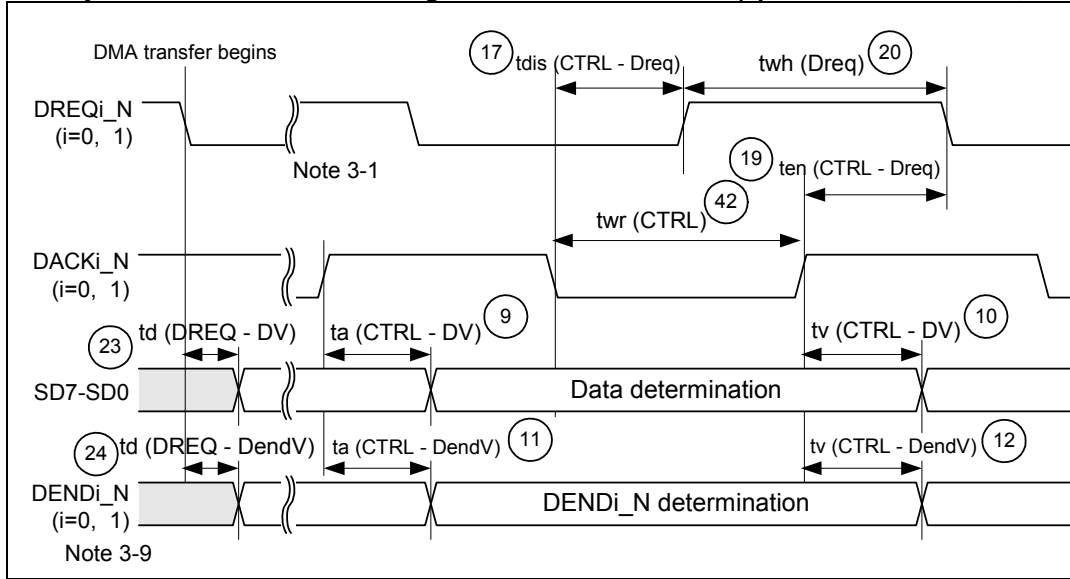 DMA transfer begins
17 tdis (CTRL - Dreq)
twh (Dreq) 20
DREQi_N
(i=0, 1)
Note 3-1
19 ten (CTRL - Dreq)
twr (CTRL) 42
DACKi_N
(i=0, 1)
23 td (DREQ - DV)
ta (CTRL - DV) 9
tv (CTRL - DV) 10
SD7-SD0
Data determination
24 td (DREQ - DendV)
ta (CTRL - DendV) 11
tv (CTRL - DendV) 12
DENDi_N
(i=0, 1)
DENDi_N determination
Note 3-9